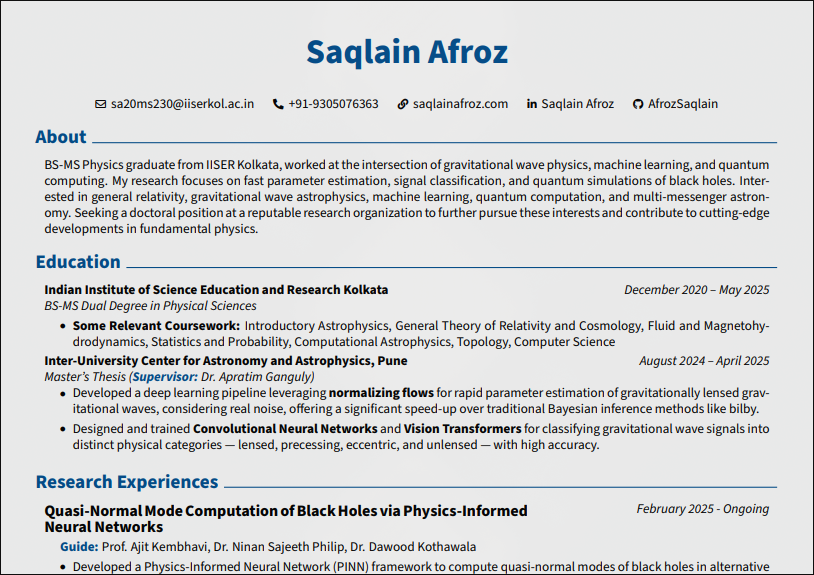 Saqlain Afroz
sa20ms230@iiserkol.ac.in +91-9305076363 saqlainafroz.com Saqlain Afroz AfrozSaqlain
About
BS-MS Physics graduate from IISER Kolkata, worked at the intersection of gravitational wave physics, machine learning, and quantum
computing. My research focuses on fast parameter estimation, signal classification, and quantum simulations of black holes. Inter-
ested in general relativity, gravitational wave astrophysics, machine learning, quantum computation, and multi-messenger astron-
omy. Seeking a doctoral position at a reputable research organization to further pursue these interests and contribute to cutting-edge
developments in fundamental physics.
Education
Indian Institute of Science Education and Research Kolkata December 2020 – May 2025
BS-MS Dual Degree in Physical Sciences
• Some Relevant Coursework: Introductory Astrophysics, General Theory of Relativity and Cosmology, Fluid and Magnetohy-
drodynamics, Statistics and Probability, Computational Astrophysics, Topology, Computer Science
Inter-University Center for Astronomy and Astrophysics, Pune August 2024 – April 2025
Master's Thesis (Supervisor: Dr. Apratim Ganguly)
• Developed a deep learning pipeline leveraging normalizing flows for rapid parameter estimation of gravitationally lensed grav-
itational waves, considering real noise, offering a significant speed-up over traditional Bayesian inference methods like bilby.
• Designed and trained Convolutional Neural Networks and Vision Transformers for classifying gravitational wave signals into
distinct physical categories — lensed, precessing, eccentric, and unlensed — with high accuracy.
Research Experiences
Quasi-Normal Mode Computation of Black Holes via Physics-Informed February 2025 - Ongoing
Neural Networks
Guide: Prof. Ajit Kembhavi, Dr. Ninan Sajeeth Philip, Dr. Dawood Kothawala
• Developed a Physics-Informed Neural Network (PINN) framework to compute quasi-normal modes of black holes in alternative